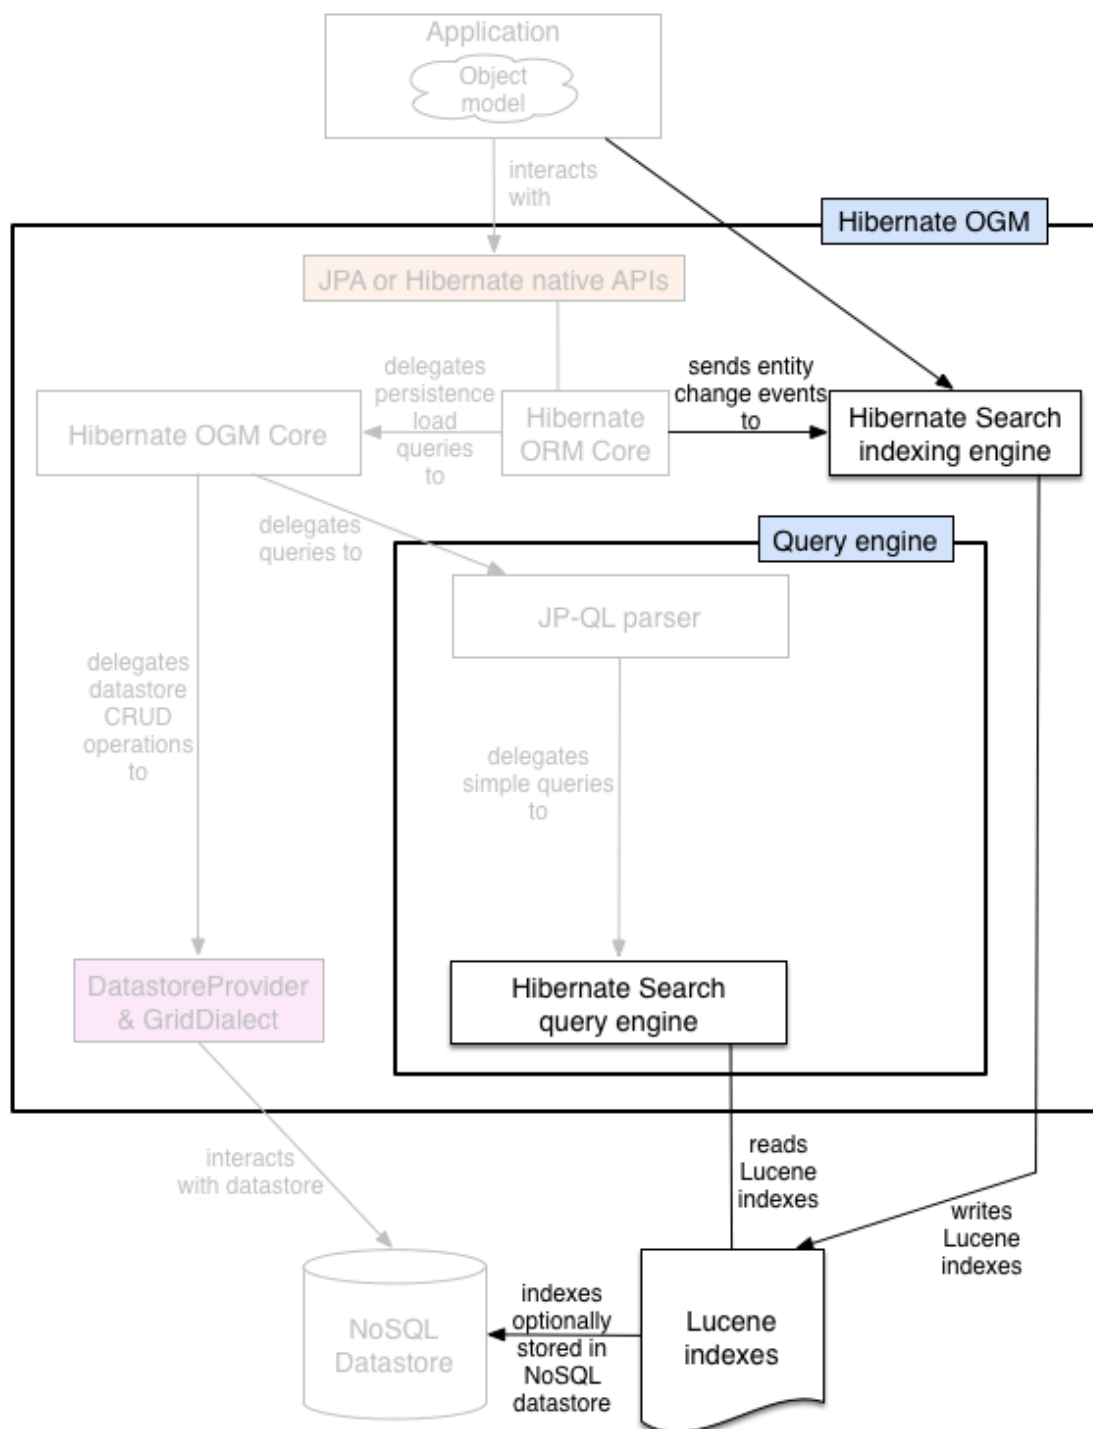 Application
Object
model
interacts
with
Hibernate OGM
JPA or Hibernate native APIs
delegates
persistence
load
queries
to
sends entity
change events
to
Hibernate OGM Core
Hibernate
ORM Core
Hibernate Search
indexing engine
delegates
queries to
Query engine
JP-QL parser
delegates
datastore
CRUD
operations
to
delegates
simple queries
to
DatastoreProvider
& GridDialect
Hibernate Search
query engine
interacts
with datastore
reads
Lucene
indexes
writes
Lucene
indexes
NoSQL
Datastore
indexes
optionally
stored in
NoSQL
datastore
Lucene
indexes